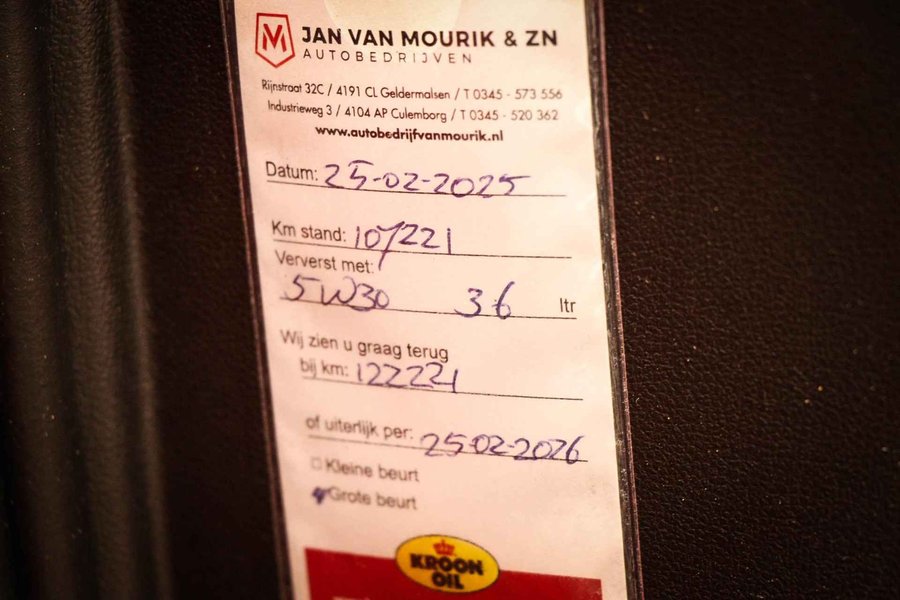 JAN VAN MOURIK & ZN
AUTOBEDRIJVEN
Rijnstraat 32C / 4191 CL Geldermalsen / T 0345 - 573 556
Industrieweg 3 / 4104 AP Culemborg / T 0345 - 520 362
www.autobedrijfvanmourik.nl
Datum: 25-02-2025
Km stand: 107221
Ververst met:
5W30 3.6 ltr
Wij zien u graag terug
bij km: 122221
of uiterlijk per: 25-02-2026
Kleine beurt
Grote beurt
KROON
OIL